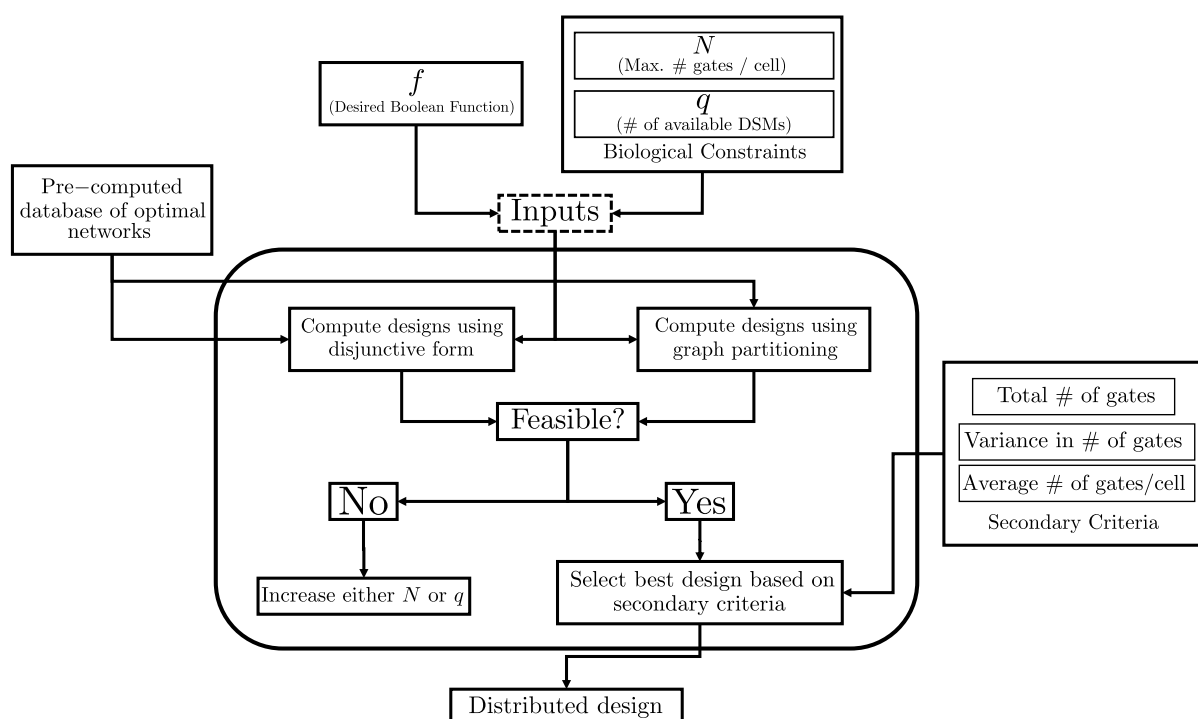 f
(Desired Boolean Function)
N
(Max. # gates / cell)
q
(# of available DSMs)
Biological Constraints
Pre−computed
database of optimal
networks
Inputs
Compute designs using
disjunctive form
Compute designs using
graph partitioning
Feasible?
No
Yes
Increase either N or q
Select best design based on
secondary criteria
Total # of gates
Variance in # of gates
Average # of gates/cell
Secondary Criteria
Distributed design